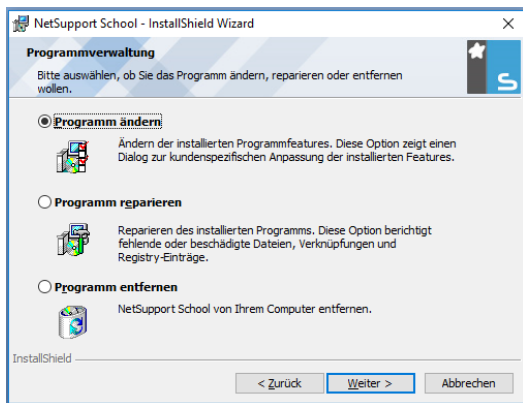 NetSupport School - InstallShield Wizard
Programmverwaltung
Bitte auswählen, ob Sie das Programm ändern, reparieren oder entfernen
wollen.
S
Programm ändern
Ändern der installierten Programmfeatures. Diese Option zeigt einen
Dialog zur kundenspezifischen Anpassung der installierten Features.
Programm reparieren
Reparieren des installierten Programms. Diese Option berichtigt
fehlende oder beschädigte Dateien, Verknüpfungen und
Registry-Einträge.
Programm entfernen
NetSupport School von Ihrem Computer entfernen.
InstallShield
< Zurück Weiter > Abbrechen